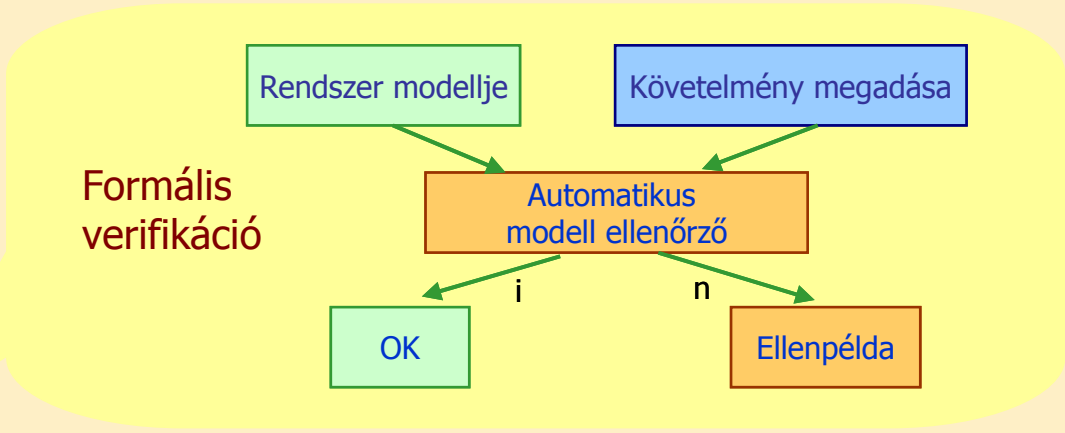 Rendszer modellje
Követelmény megadása
Formális
verifikáció
Automatikus
modell ellenőrző
i
n
OK
Ellenpélda